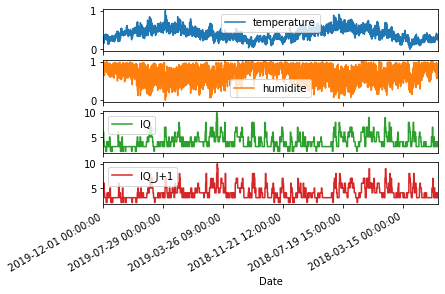 1
temperature
0
1
humidite
0
10
IQ
5
10
IQ_J+1
5
2019-12-01 00:00:00
2019-07-29 00:00:00
2019-03-26 09:00:00
2018-11-21 12:00:00
2018-07-19 15:00:00
2018-03-15 00:00:00
Date